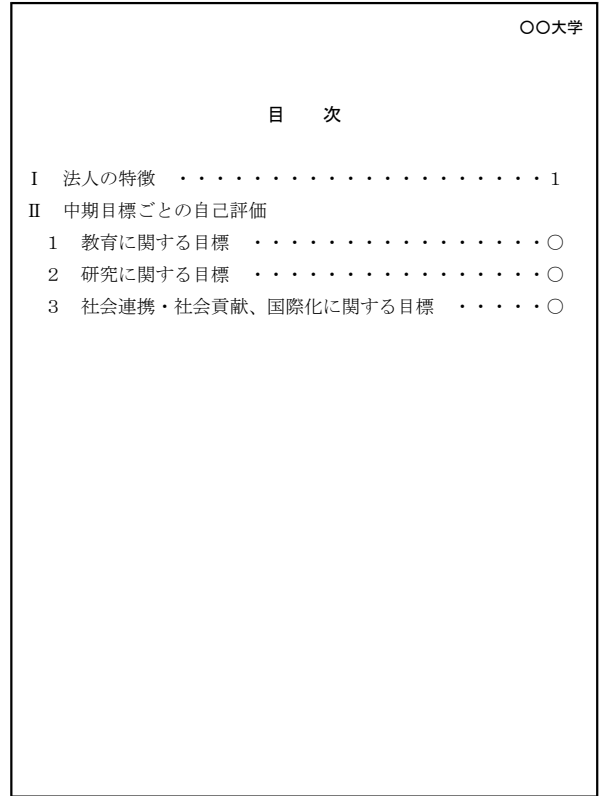 ○○大学
目　次
Ⅰ　法人の特徴　・・・・・・・・・・・・・・・・・・・・1
Ⅱ　中期目標ごとの自己評価
1　教育に関する目標　・・・・・・・・・・・・・・・・○
2　研究に関する目標　・・・・・・・・・・・・・・・・○
3　社会連携・社会貢献、国際化に関する目標　・・・・・○